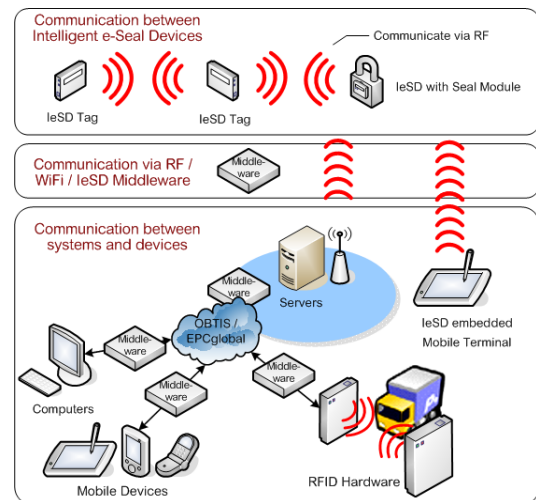 Communication between
Intelligent e-Seal Devices
Communicate via RF
IeSD Tag
IeSD Tag
IeSD with Seal Module
Communication via RF /
WiFi / IeSD Middleware
Middle-
ware
Communication between
systems and devices
Middle-
ware
Servers
IeSD embedded
Mobile Terminal
OBTIS /
EPCglobal
Middle-
ware
Middle-
ware
Middle-
ware
Computers
Mobile Devices
RFID Hardware